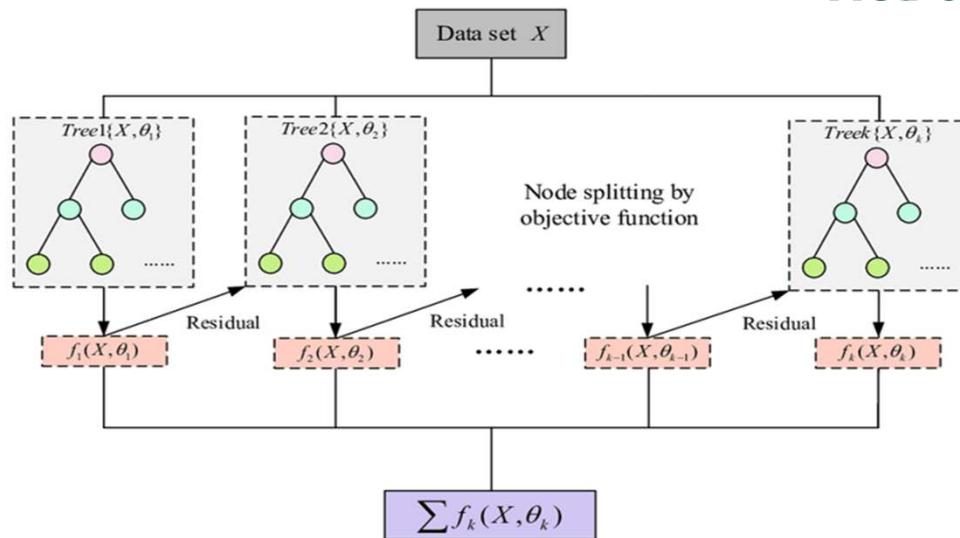 Data set X
Tree1{X,θ₁}
Tree2{X,θ₂}
Treek{X,θₖ}
Node splitting by
objective function
......
......
......
......
Residual
Residual
Residual
......
f₁(X,θ₁)
f₂(X,θ₂)
fₖ₋₁(X,θₖ₋₁)
fₖ(X,θₖ)
∑fₖ(X,θₖ)